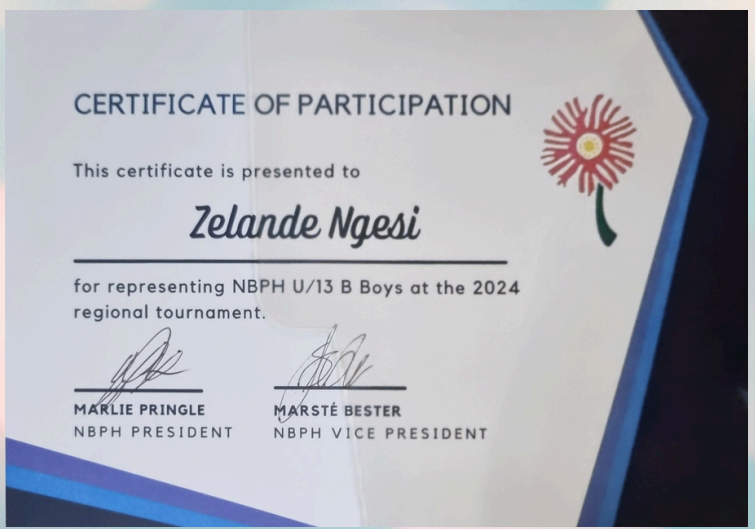 CERTIFICATE OF PARTICIPATION
This certificate is presented to
Zelande Ngesi
for representing NBPH U/13 B Boys at the 2024
regional tournament.
MARLIE PRINGLE
NBPH PRESIDENT
MARSTÉ BESTER
NBPH VICE PRESIDENT